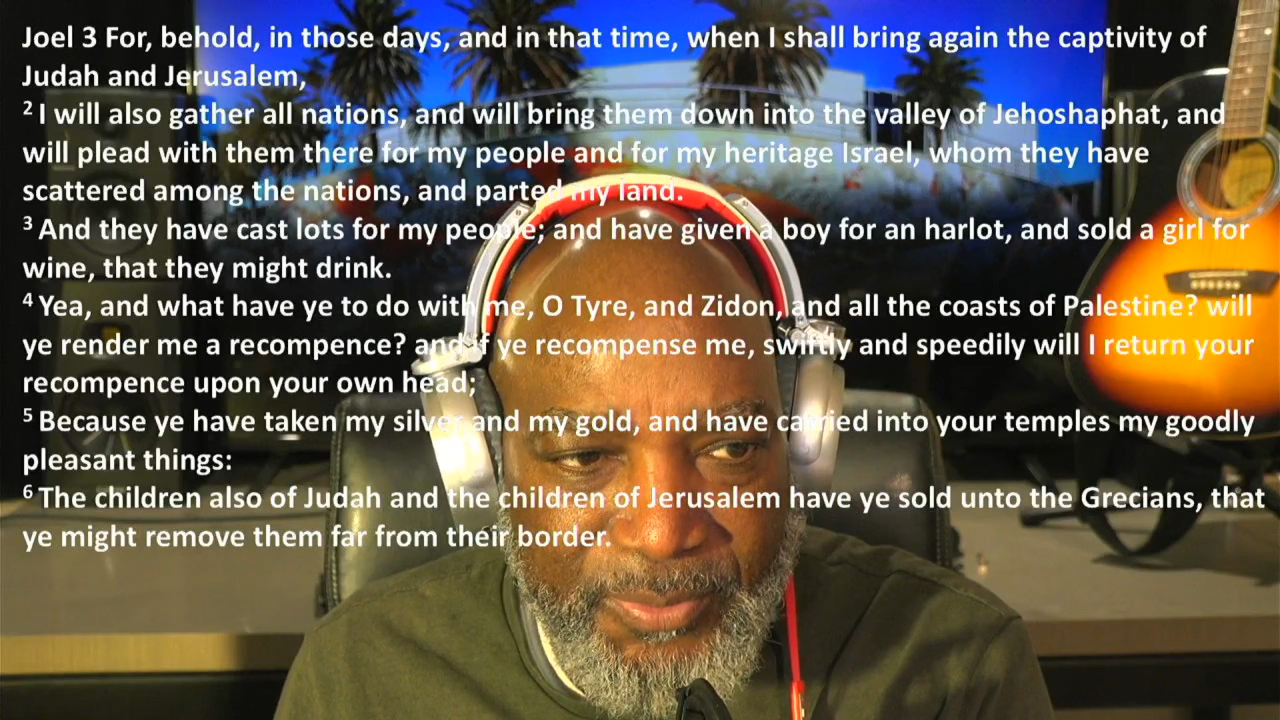 Joel 3 For, behold, in those days, and in that time, when I shall bring again the captivity of
Judah and Jerusalem,
2 I will also gather all nations, and will bring them down into the valley of Jehoshaphat, and
will plead with them there for my people and for my heritage Israel, whom they have
scattered among the nations, and parted my land.
3 And they have cast lots for my people; and have given a boy for an harlot, and sold a girl for
wine, that they might drink.
4 Yea, and what have ye to do with me, O Tyre, and Zidon, and all the coasts of Palestine? will
ye render me a recompence? and if ye recompense me, swiftly and speedily will I return your
recompence upon your own head;
5 Because ye have taken my silver and my gold, and have carried into your temples my goodly
pleasant things:
6 The children also of Judah and the children of Jerusalem have ye sold unto the Grecians, that
ye might remove them far from their border.